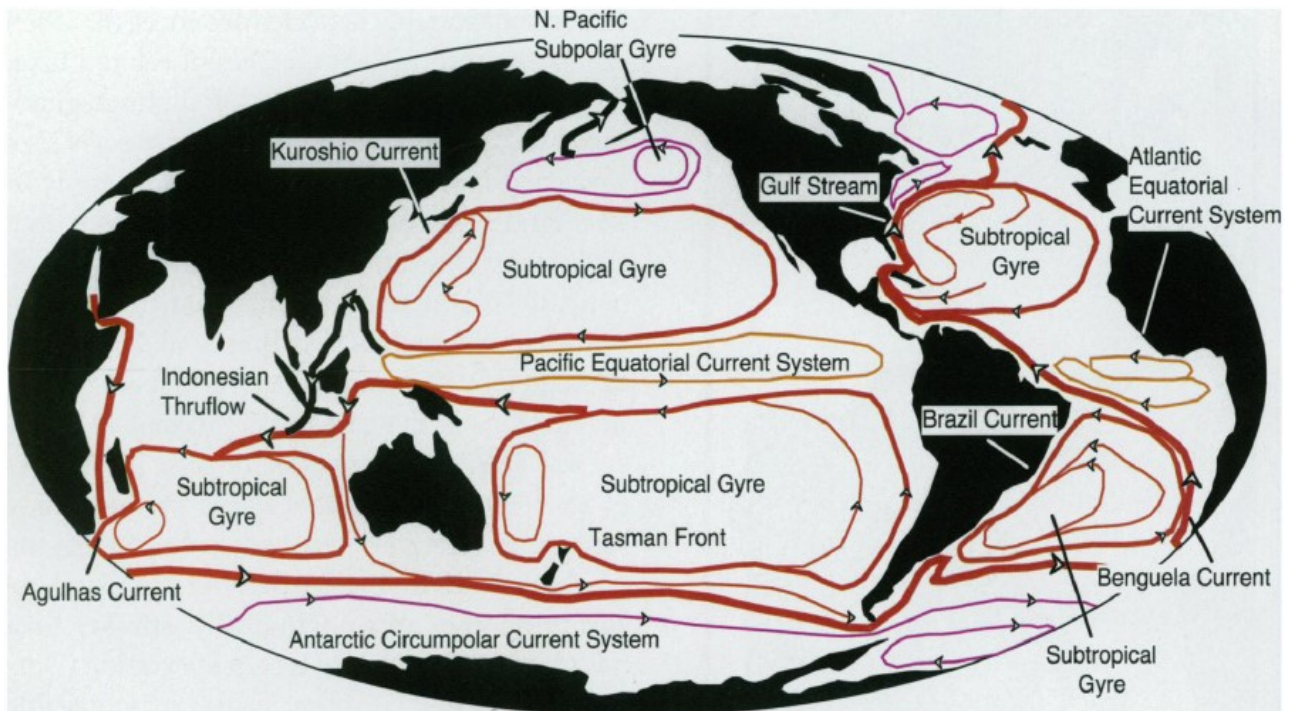 N. Pacific
Subpolar Gyre
Kuroshio Current
Gulf Stream
Atlantic
Equatorial
Current System
Subtropical Gyre
Subtropical
Gyre
Pacific Equatorial Current System
Indonesian
Thruflow
Brazil Current
Subtropical
Gyre
Subtropical Gyre
Tasman Front
Agulhas Current
Benguela Current
Antarctic Circumpolar Current System
Subtropical
Gyre